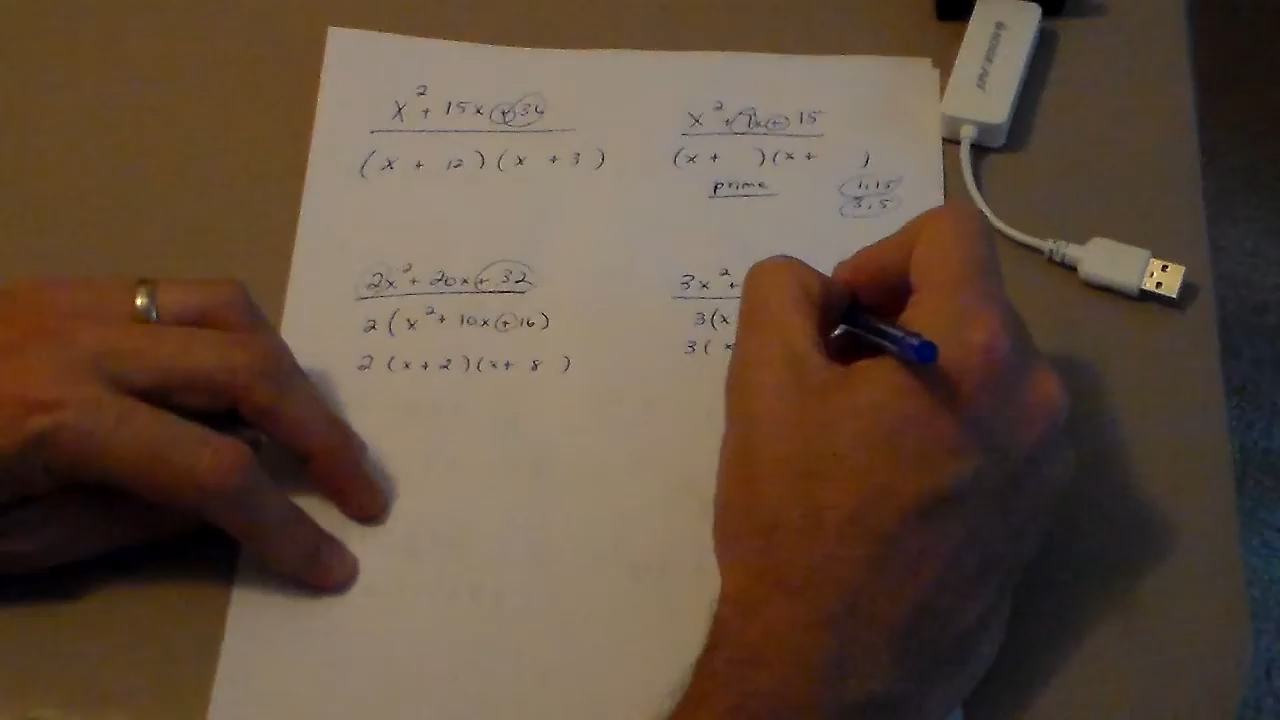 x² + 15x + 36
(x + 12)(x + 3)
x² + 7x + 15
(x + )(x + )
prime
1, 15
3, 5
2x² + 20x + 32
2(x² + 10x + 16)
2(x + 2)(x + 8)
3x² +
3(x
3(x